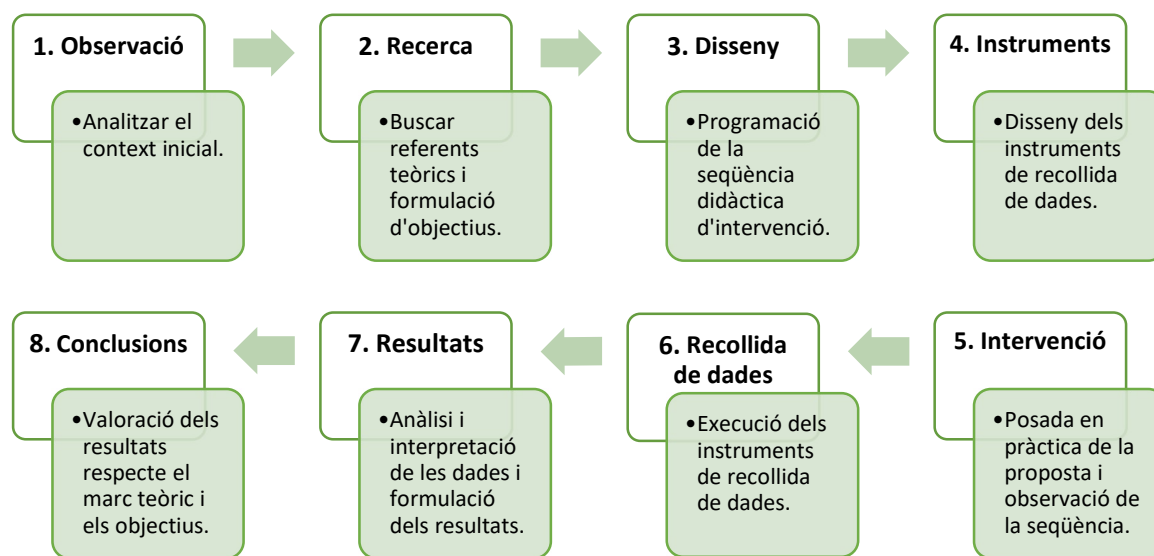 1. Observació
•Analitzar el
context inicial.
2. Recerca
•Buscar
referents
teòrics i
formulació
d'objectius.
3. Disseny
•Programació
de la
seqüència
didàctica
d'intervenció.
4. Instruments
•Disseny dels
instruments
de recollida
de dades.
5. Intervenció
•Posada en
pràctica de la
proposta i
observació de
la seqüència.
6. Recollida
de dades
•Execució dels
instruments
de recollida
de dades.
7. Resultats
•Anàlisi i
interpretació
de les dades i
formulació
dels resultats.
8. Conclusions
•Valoració dels
resultats
respecte el
marc teòric i
els objectius.